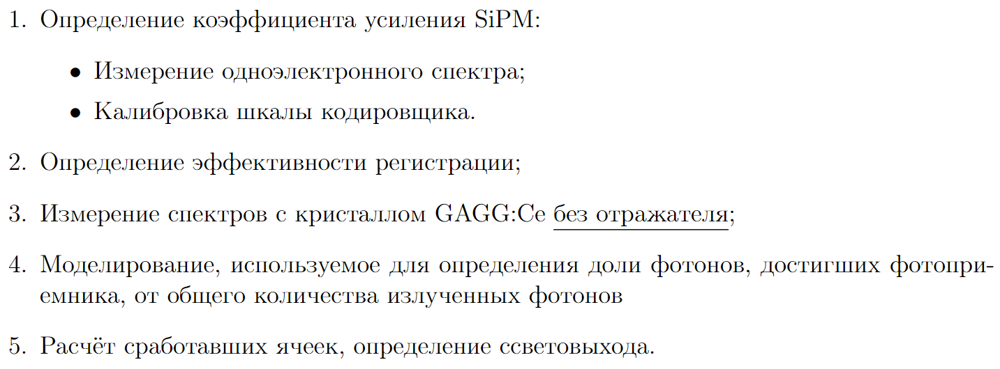 1. Определение коэффициента усиления SiPM:
• Измерение одноэлектронного спектра;
• Калибровка шкалы кодировщика.
2. Определение эффективности регистрации;
3. Измерение спектров с кристаллом GAGG:Ce без отражателя;
4. Моделирование, используемое для определения доли фотонов, достигших фотопри-
емника, от общего количества излученных фотонов
5. Расчёт сработавших ячеек, определение ссветовыхода.